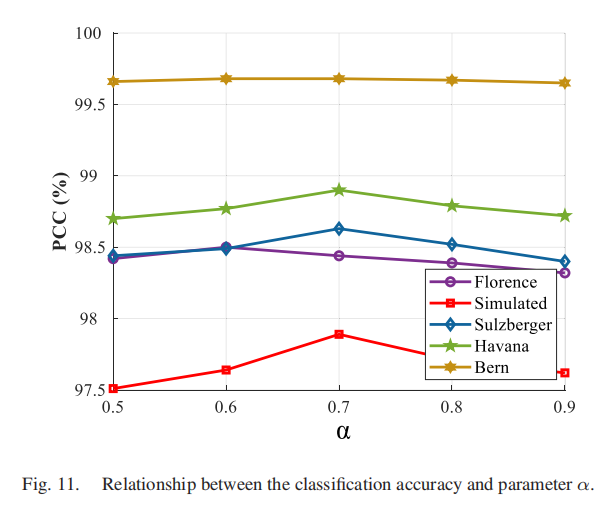 100
99.5
99
98.5
98
97.5
PCC (%)
0.5 0.6 0.7 0.8 0.9
α
Florence
Simulated
Sulzberger
Havana
Bern
Fig. 11. Relationship between the classification accuracy and parameter α.